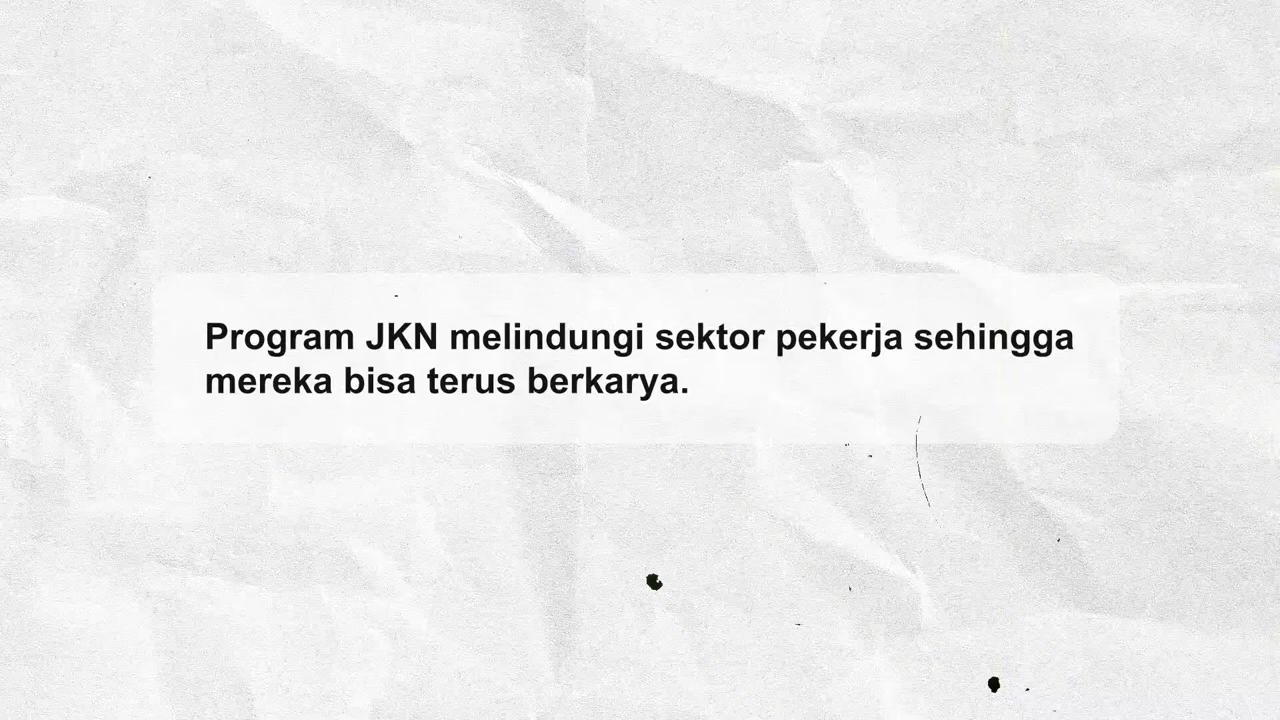 Program JKN melindungi sektor pekerja sehingga
mereka bisa terus berkarya.